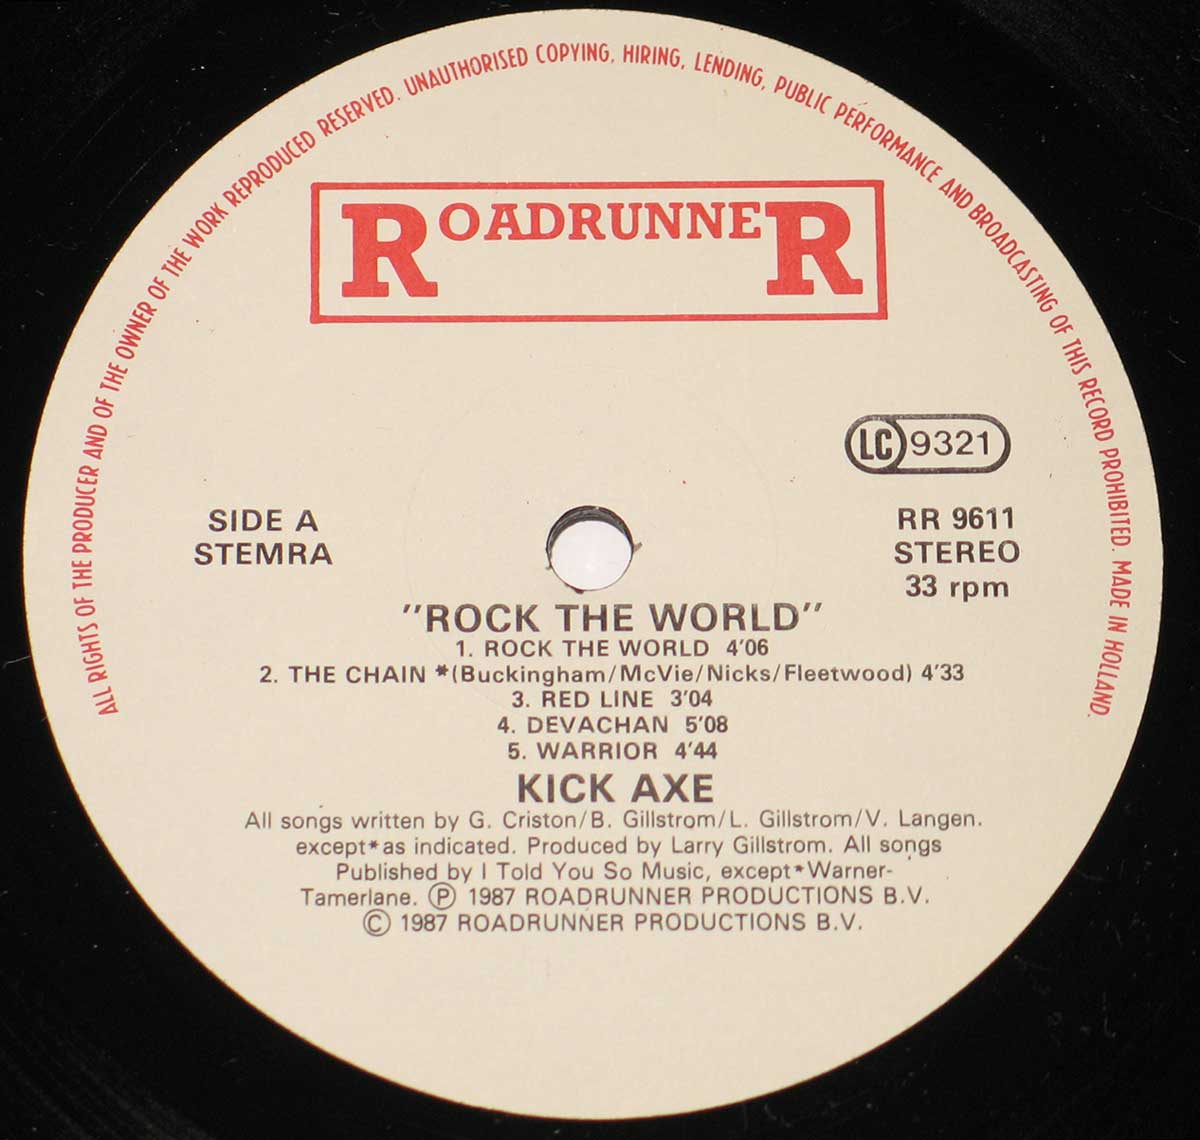 ALL RIGHTS OF THE PRODUCER AND OF THE OWNER OF THE WORK REPRODUCED RESERVED. UNAUTHORISED COPYING, HIRING, LENDING, PUBLIC PERFORMANCE AND BROADCASTING OF THIS RECORD PROHIBITED. MADE IN HOLLAND.
ROADRUNNER
LC 9321
SIDE A
STEMRA
RR 9611
STEREO
33 rpm
"ROCK THE WORLD"
1. ROCK THE WORLD 4'06
2. THE CHAIN *(Buckingham/McVie/Nicks/Fleetwood) 4'33
3. RED LINE 3'04
4. DEVACHAN 5'08
5. WARRIOR 4'44
KICK AXE
All songs written by G. Criston/B. Gillstrom/L. Gillstrom/V. Langen.
except*as indicated. Produced by Larry Gillstrom. All songs
Published by I Told You So Music, except*Warner-
Tamerlane. Ⓟ 1987 ROADRUNNER PRODUCTIONS B.V.
© 1987 ROADRUNNER PRODUCTIONS B.V.